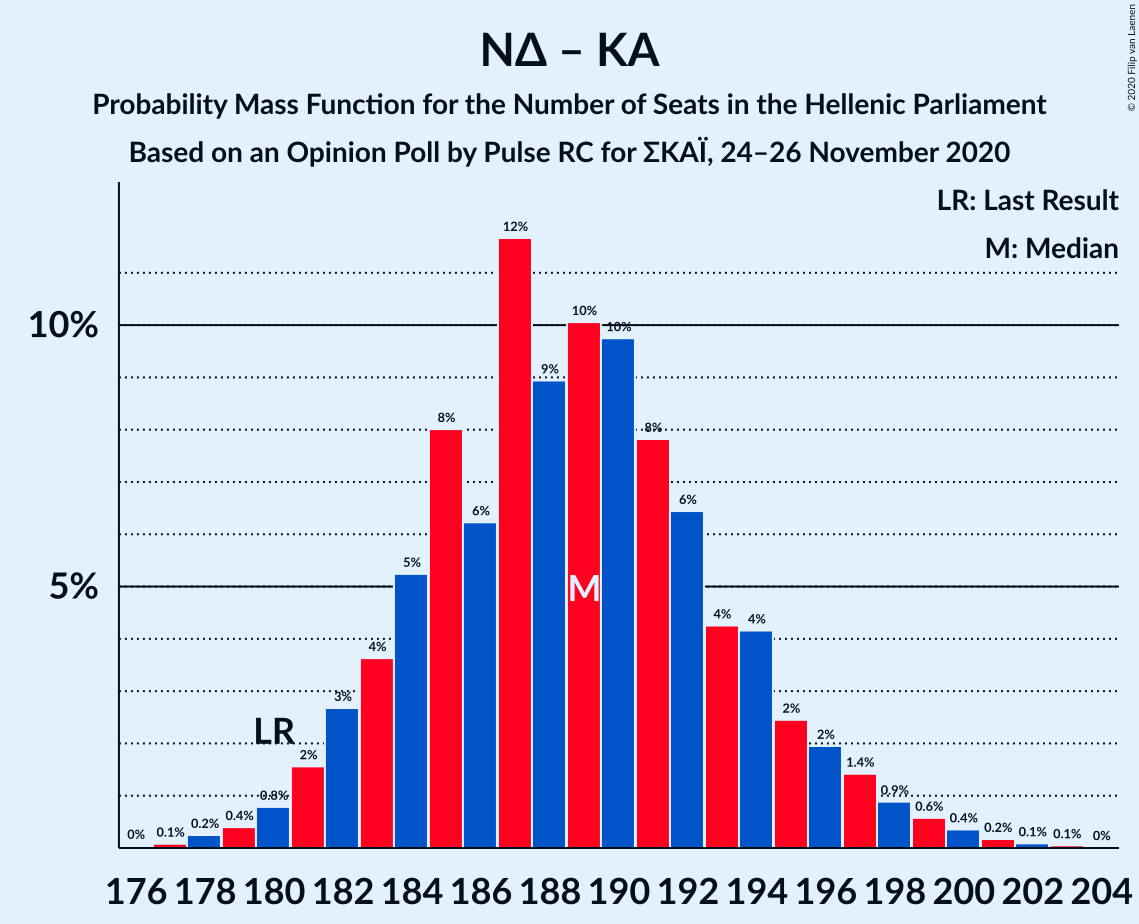 © 2020 Filip van Laenen
ΝΔ – ΚΑ
Probability Mass Function for the Number of Seats in the Hellenic Parliament
Based on an Opinion Poll by Pulse RC for ΣΚΑΪ, 24–26 November 2020
LR: Last Result
M: Median
10%
5%
0% 0.1% 0.2% 0.4% 0.8% 2% 3% 4% 5% 8% 6% 12% 9% 10% 10% 8% 6% 4% 4% 2% 2% 1.4% 0.9% 0.6% 0.4% 0.2% 0.1% 0.1% 0%
LR
M
176 178 180 182 184 186 188 190 192 194 196 198 200 202 204